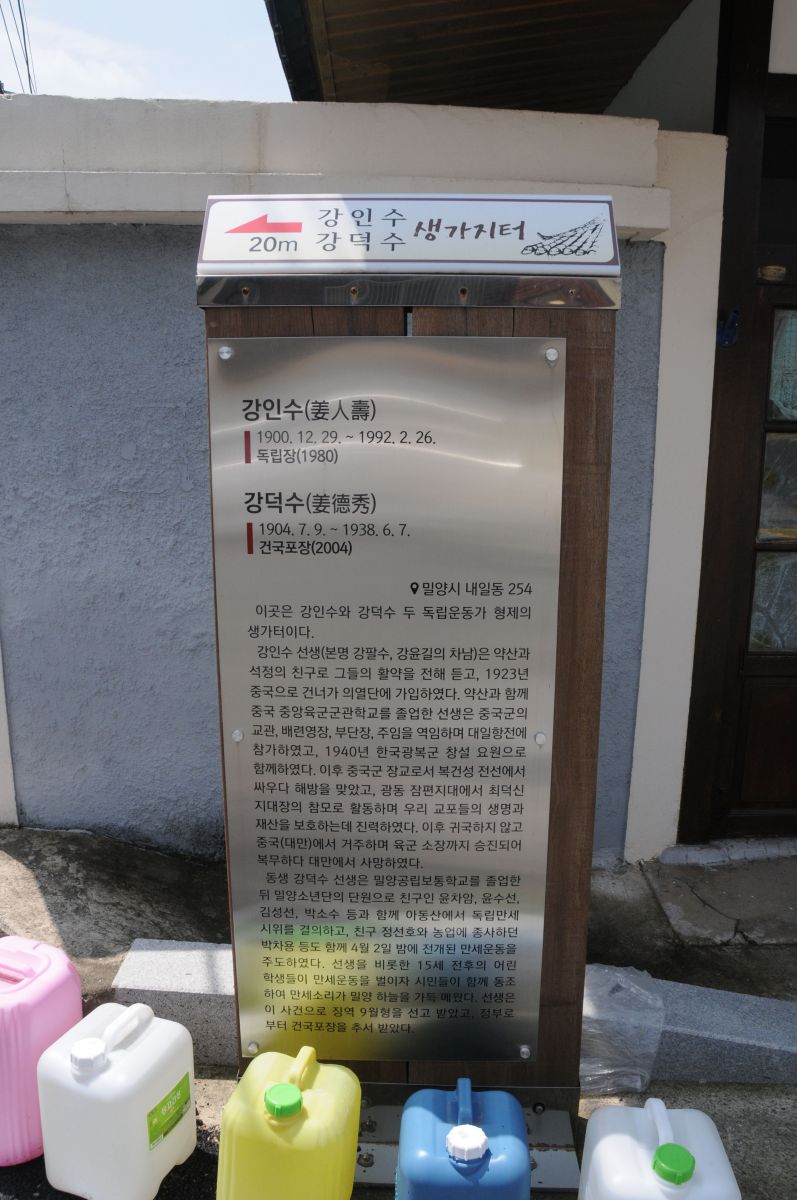 강인수
강덕수 생가지터
20m
강인수(姜人壽)
1900. 12. 29. ~ 1992. 2. 26.
독립장(1980)
강덕수(姜德秀)
1904. 7. 9. ~ 1938. 6. 7.
건국포장(2004)
밀양시 내일동 254
이곳은 강인수와 강덕수 두 독립운동가 형제의
생가터이다.
강인수 선생(본명 강팔수, 강윤길의 차남)은 약산과
석정의 친구로 그들의 활약을 전해 듣고, 1923년
중국으로 건너가 의열단에 가입하였다. 약산과 함께
중국 중앙육군군관학교를 졸업한 선생은 중국군의
교관, 배련영장, 부단장, 주임을 역임하며 대일항전에
참가하였고, 1940년 한국광복군 창설 요원으로
함께하였다. 이후 중국군 장교로서 복건성 전선에서
싸우다 해방을 맞았고, 광동 잠편지대에서 최덕신
지대장의 참모로 활동하며 우리 교포들의 생명과
재산을 보호하는데 진력하였다. 이후 귀국하지 않고
중국(대만)에서 거주하며 육군 소장까지 승진되어
복무하다 대만에서 사망하였다.
동생 강덕수 선생은 밀양공립보통학교를 졸업한
뒤 밀양소년단의 단원으로 친구인 윤차암, 윤수선,
김성선, 박소수 등과 함께 아동산에서 독립만세
시위를 결의하고, 친구 정선호와 농업에 종사하던
박차용 등도 함께 4월 2일 밤에 전개된 만세운동을
주도하였다. 선생을 비롯한 15세 전후의 어린
학생들이 만세운동을 벌이자 시민들이 함께 동조
하여 만세소리가 밀양 하늘을 가득 메웠다. 선생은
이 사건으로 징역 9월형을 선고 받았고, 정부로
부터 건국포장을 추서 받았다.